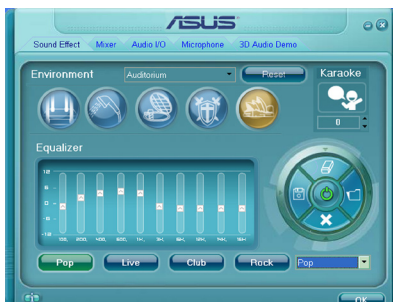 ASUS
Sound Effect Mixer Audio I/O Microphone 3D Audio Demo
Environment Auditorium Reset Karaoke
0
Equalizer
Pop Live Club Rock Pop
OK